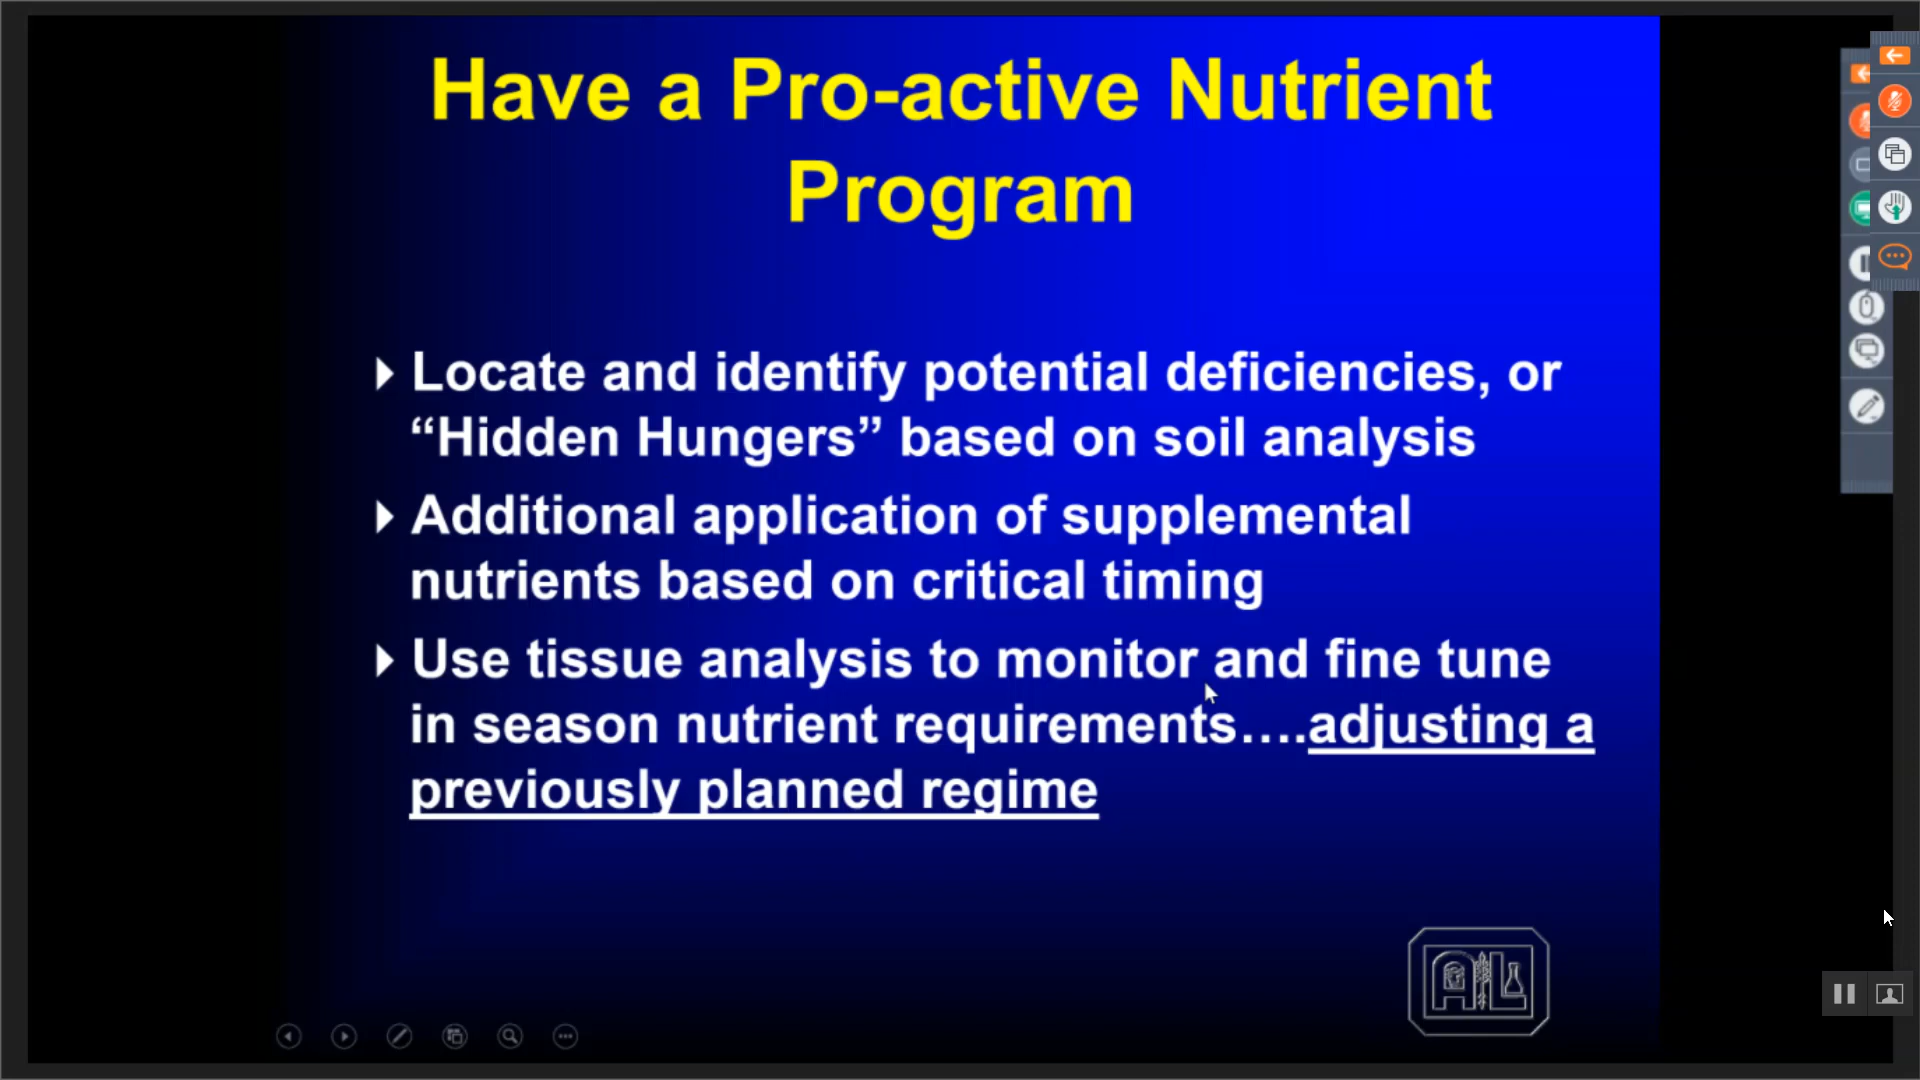 Have a Pro-active Nutrient
Program
Locate and identify potential deficiencies, or
“Hidden Hungers” based on soil analysis
Additional application of supplemental
nutrients based on critical timing
Use tissue analysis to monitor and fine tune
in season nutrient requirements….adjusting a
previously planned regime
AL